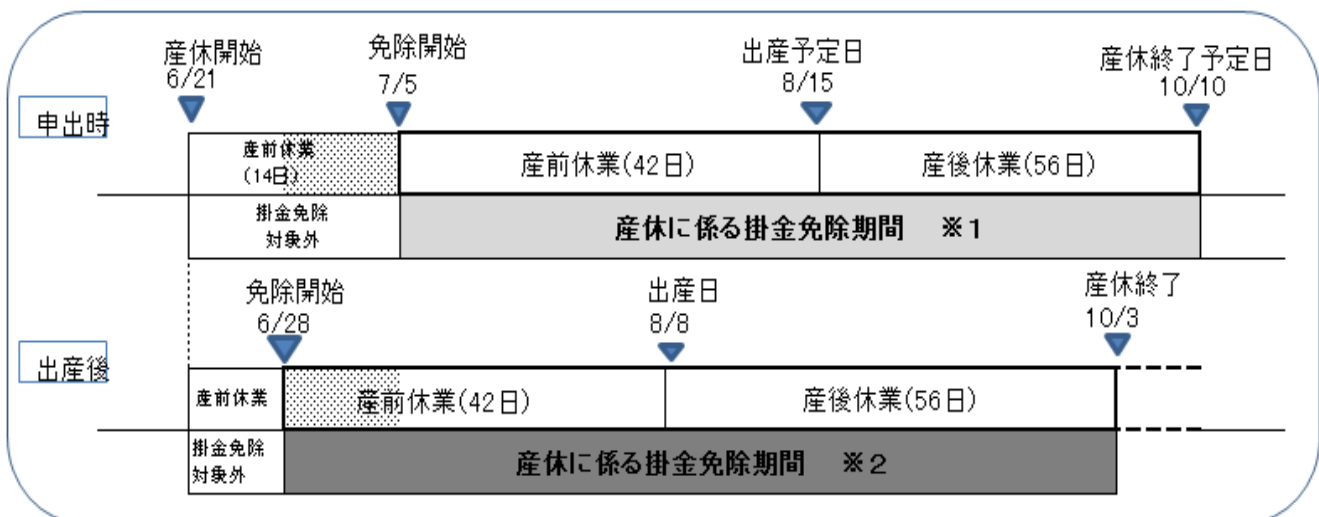 産休開始
6/21
免除開始
7/5
出産予定日
8/15
産休終了予定日
10/10
申出時
産前休業
(14日)
産前休業(42日)
産後休業(56日)
掛金免除
対象外
産休に係る掛金免除期間 ※1
免除開始
6/28
出産日
8/8
産休終了
10/3
出産後
産前休業
産前休業(42日)
産後休業(56日)
掛金免除
対象外
産休に係る掛金免除期間 ※2